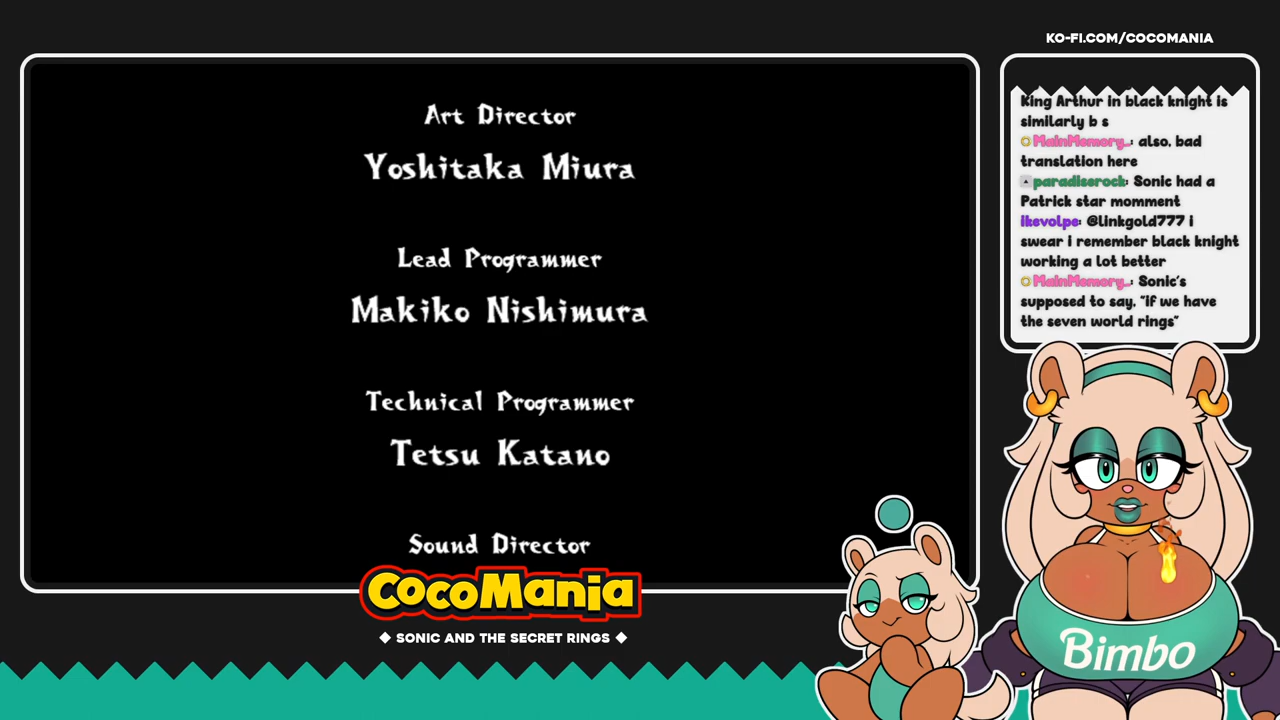 KO-FI.COM/COCOMANIA
Art Director
Yoshitaka Miura
Lead Programmer
Makiko Nishimura
Technical Programmer
Tetsu Katano
Sound Director
CocoMania
◆ SONIC AND THE SECRET RINGS ◆
King Arthur in black knight is
similarly b s
MainMemory_: also, bad
translation here
paradissrock: Sonic had a
Patrick star momment
ikevolpe: @linkgold777 i
swear i remember black knight
working a lot better
MainMemory_: Sonic's
supposed to say, "if we have
the seven world rings"
Bimbo